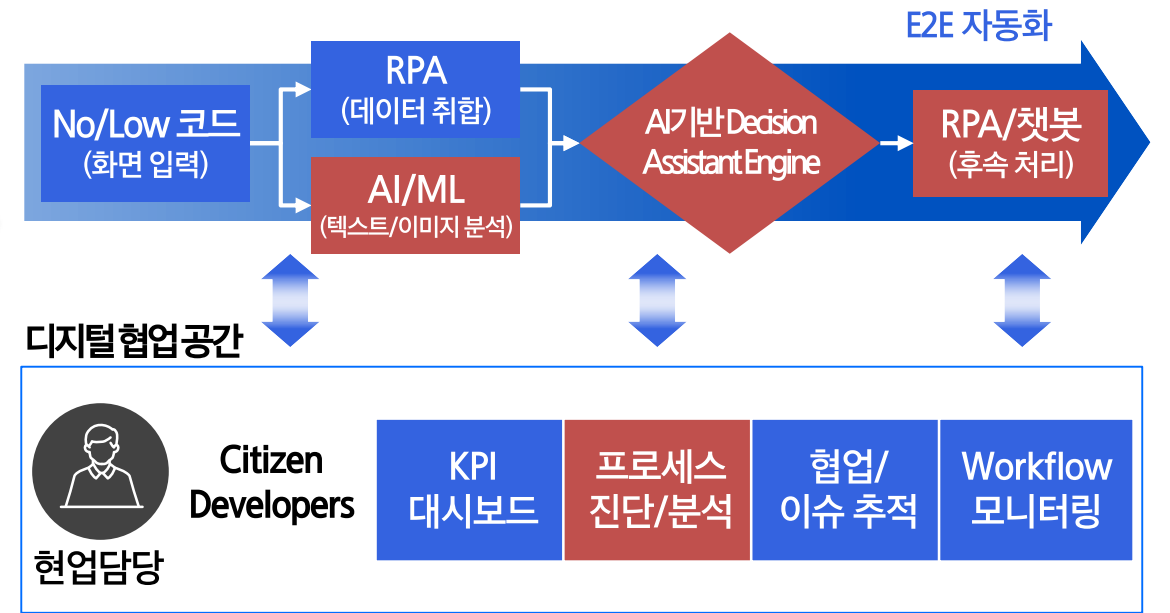 E2E 자동화
No/Low 코드
(화면 입력)
RPA
(데이터 취합)
AI/ML
(텍스트/이미지 분석)
AI기반 Decision
Assistant Engine
RPA/챗봇
(후속 처리)
디지털 협업 공간
현업담당
Citizen
Developers
KPI
대시보드
프로세스
진단/분석
협업/
이슈 추적
Workflow
모니터링